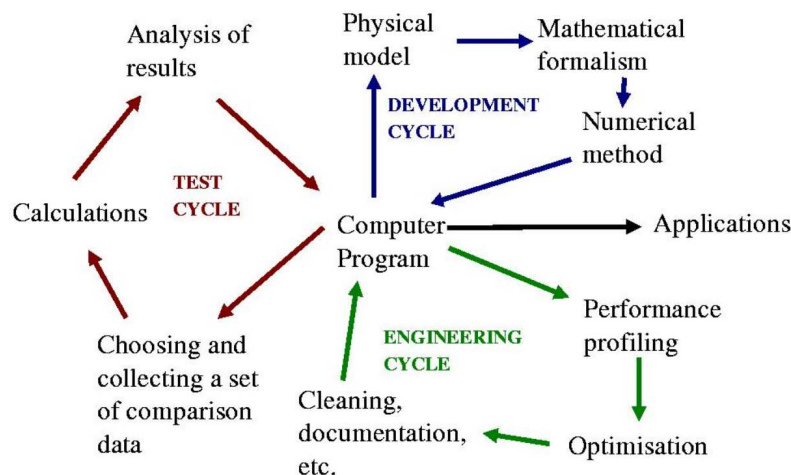 Analysis of
results
Physical
model
Mathematical
formalism
DEVELOPMENT
CYCLE
Numerical
method
TEST
CYCLE
Calculations
Computer
Program
Applications
Choosing and
collecting a set
of comparison
data
ENGINEERING
CYCLE
Performance
profiling
Cleaning,
documentation,
etc.
Optimisation